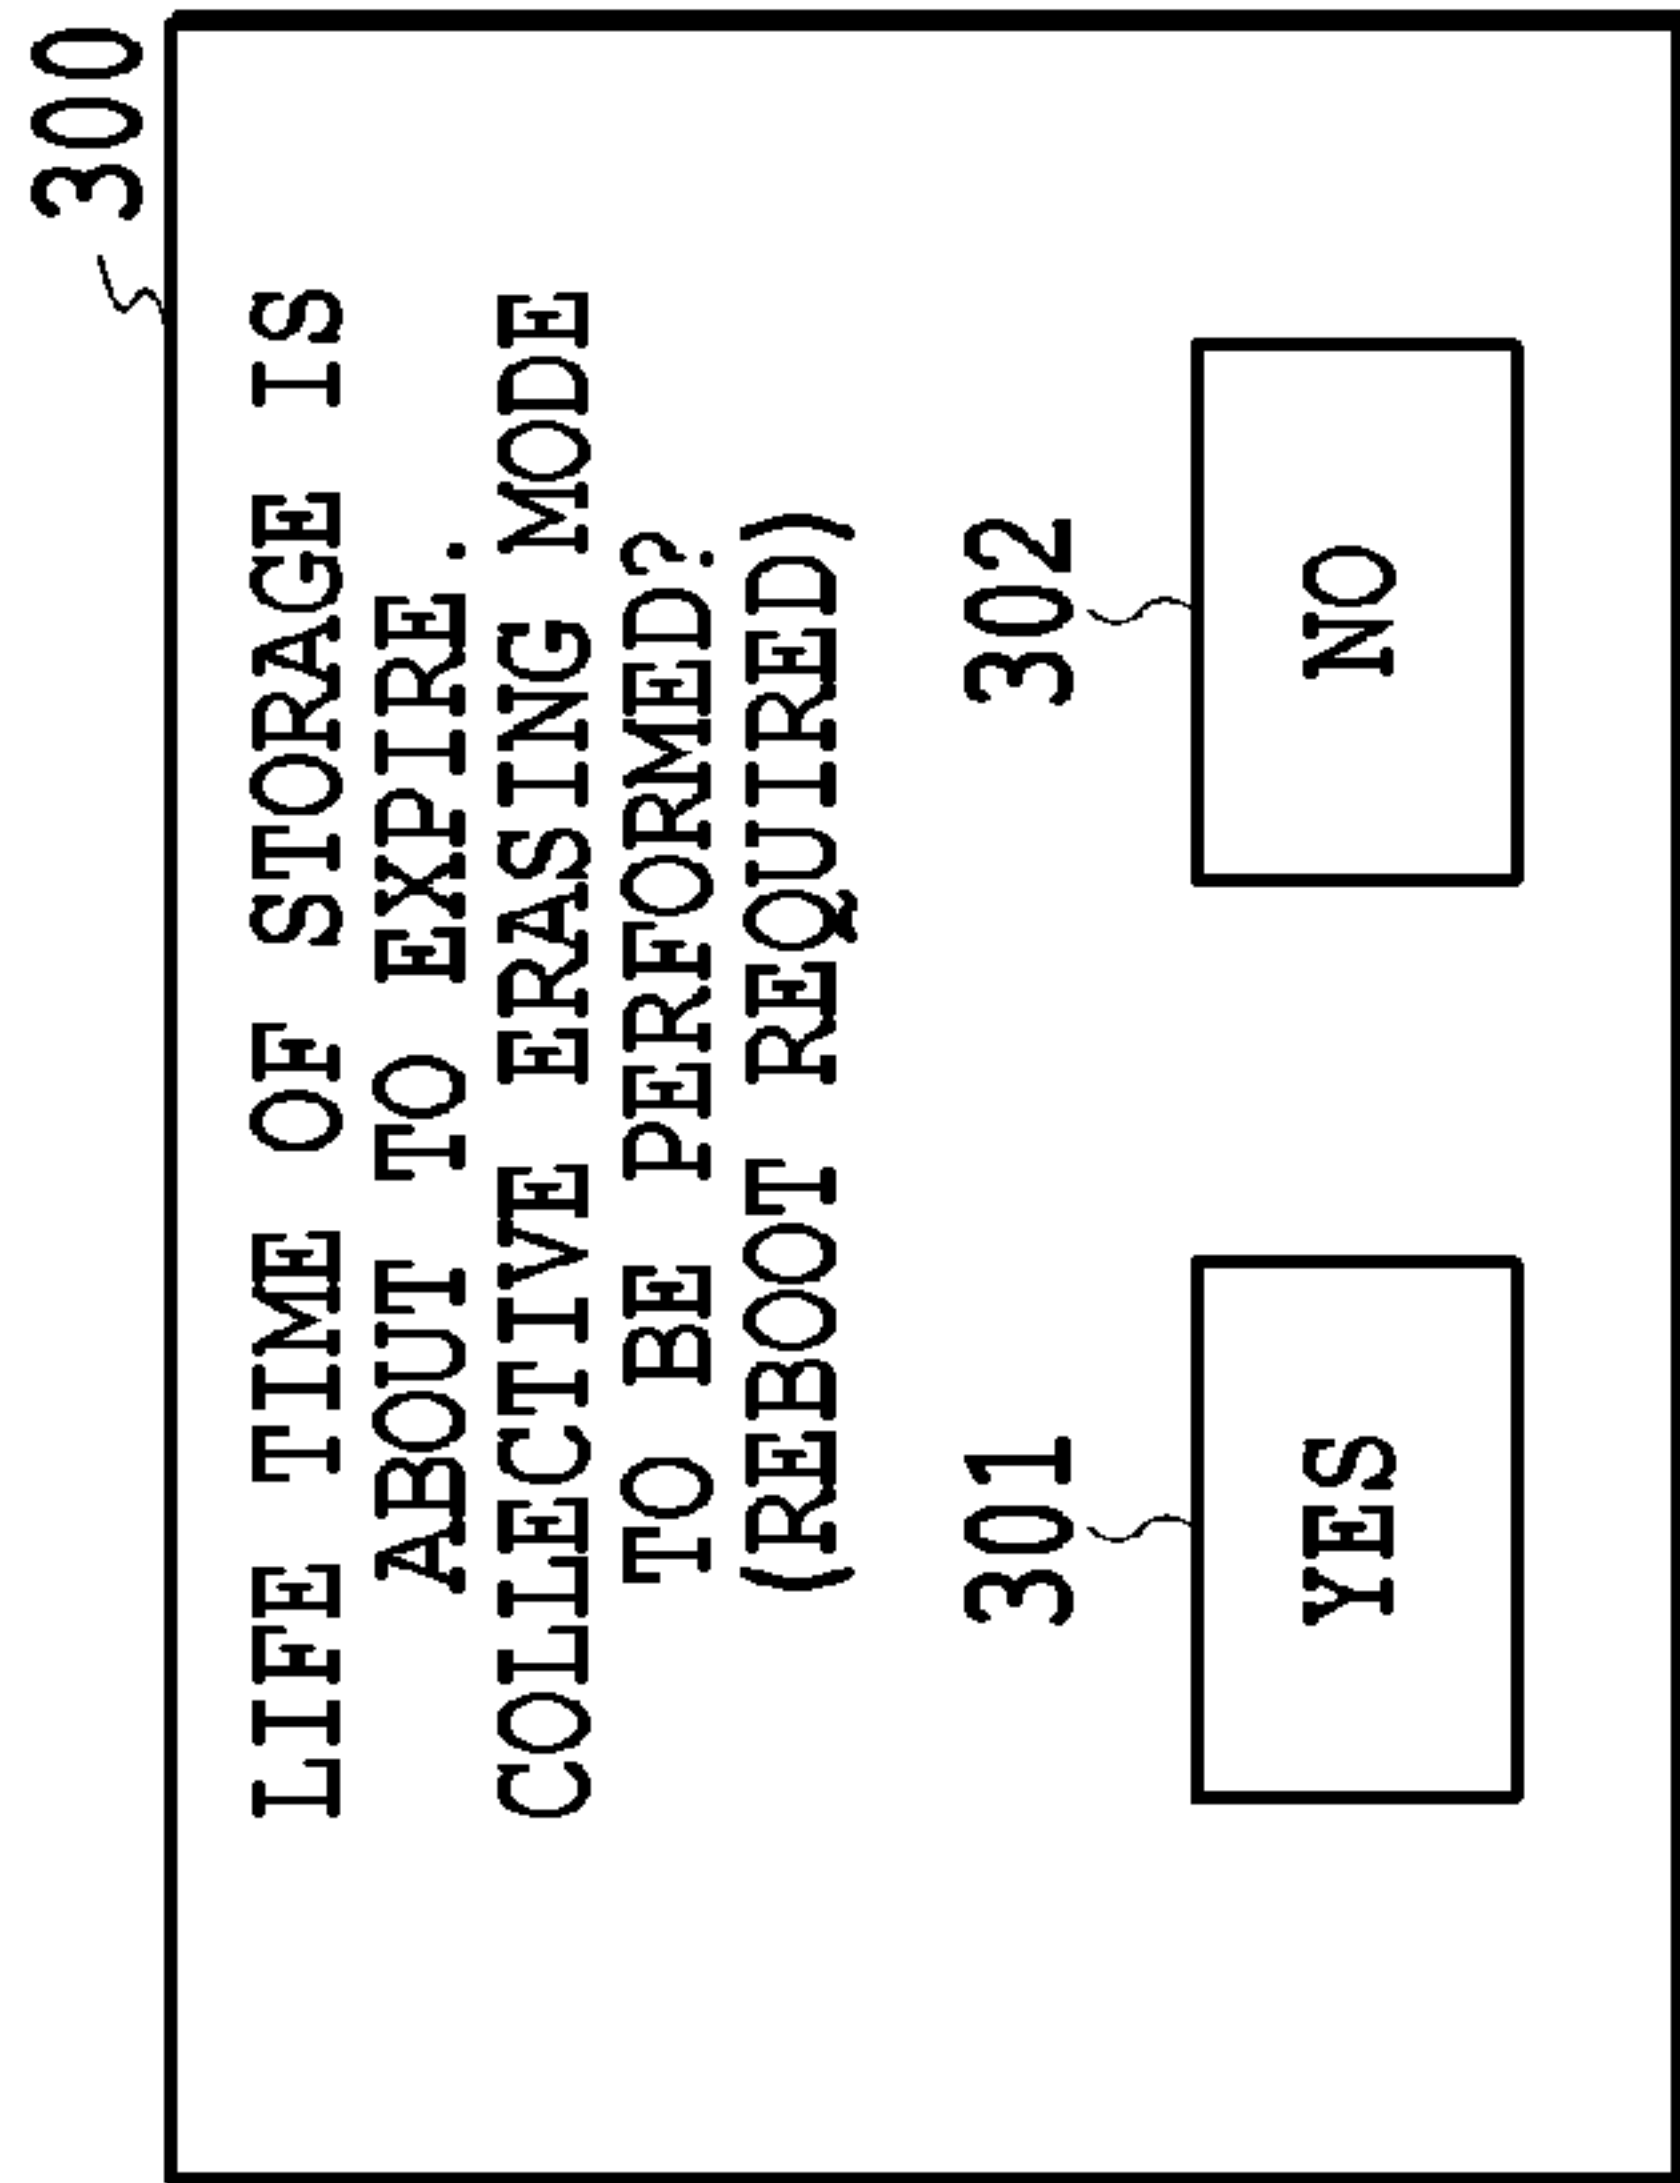 300
LIFE TIME OF STORAGE IS
ABOUT TO EXPIRE.
COLLECTIVE ERASING MODE
TO BE PERFORMED?
(REBOOT REQUIRED)
301 302
YES NO